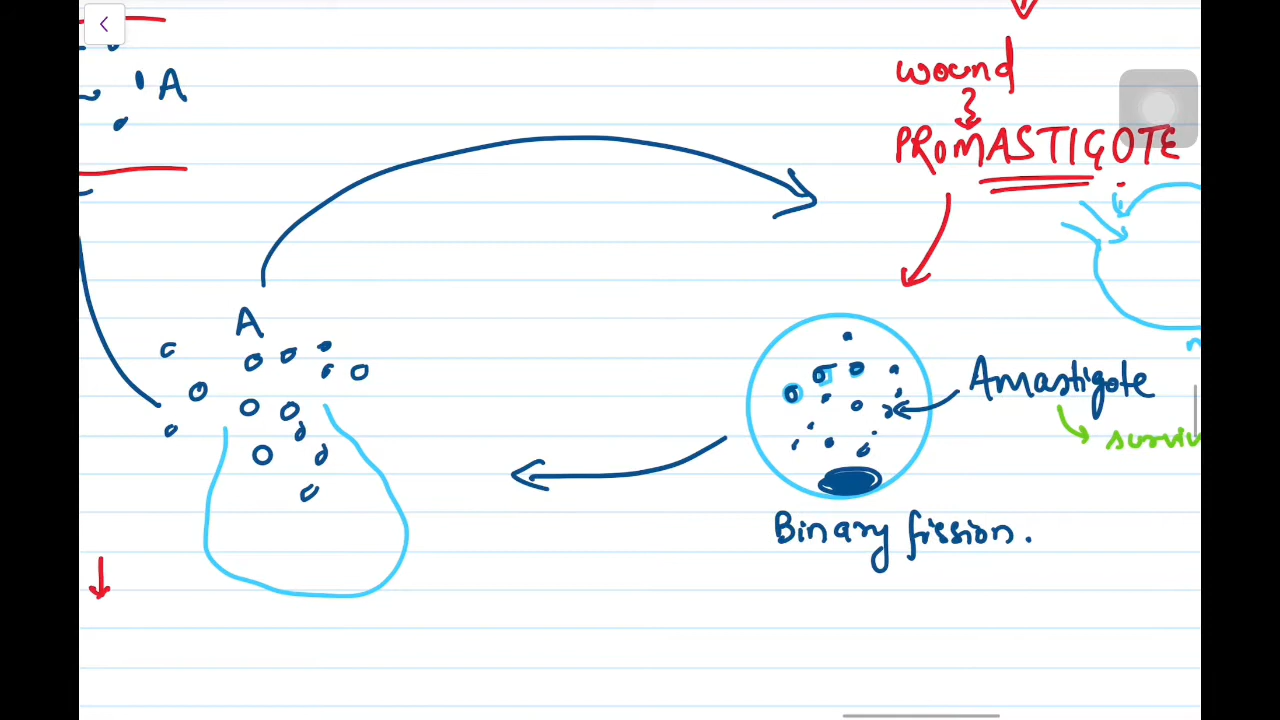 wound
A
PROMASTIGOTE
A
Amastigote
Binary fission.